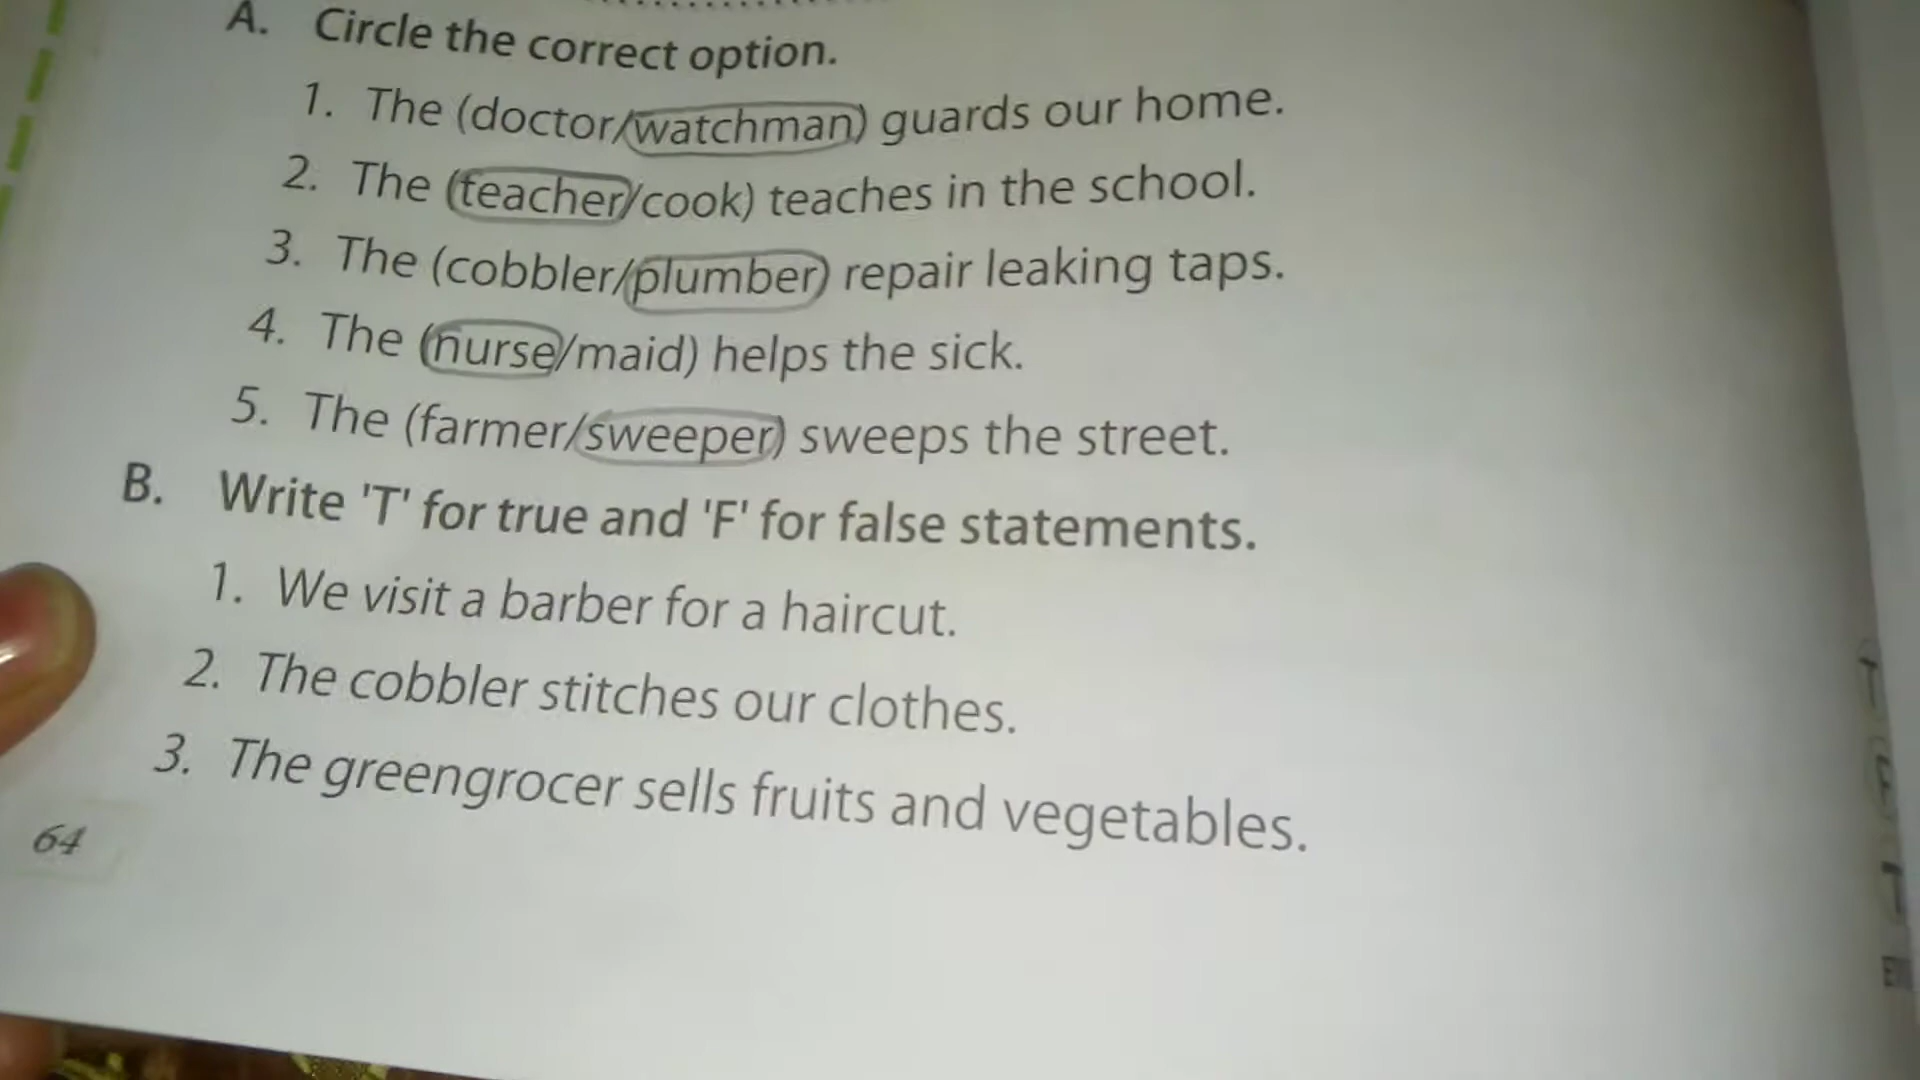 A. Circle the correct option.
1. The (doctor/watchman) guards our home.
2. The (teacher/cook) teaches in the school.
3. The (cobbler/plumber) repair leaking taps.
4. The (nurse/maid) helps the sick.
5. The (farmer/sweeper) sweeps the street.
B. Write 'T' for true and 'F' for false statements.
1. We visit a barber for a haircut.
2. The cobbler stitches our clothes.
3. The greengrocer sells fruits and vegetables.
T
F
T
64